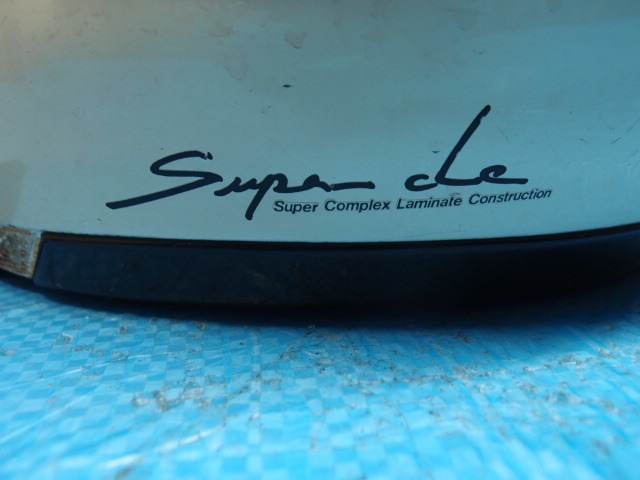 Super clc
Super Complex Laminate Construction